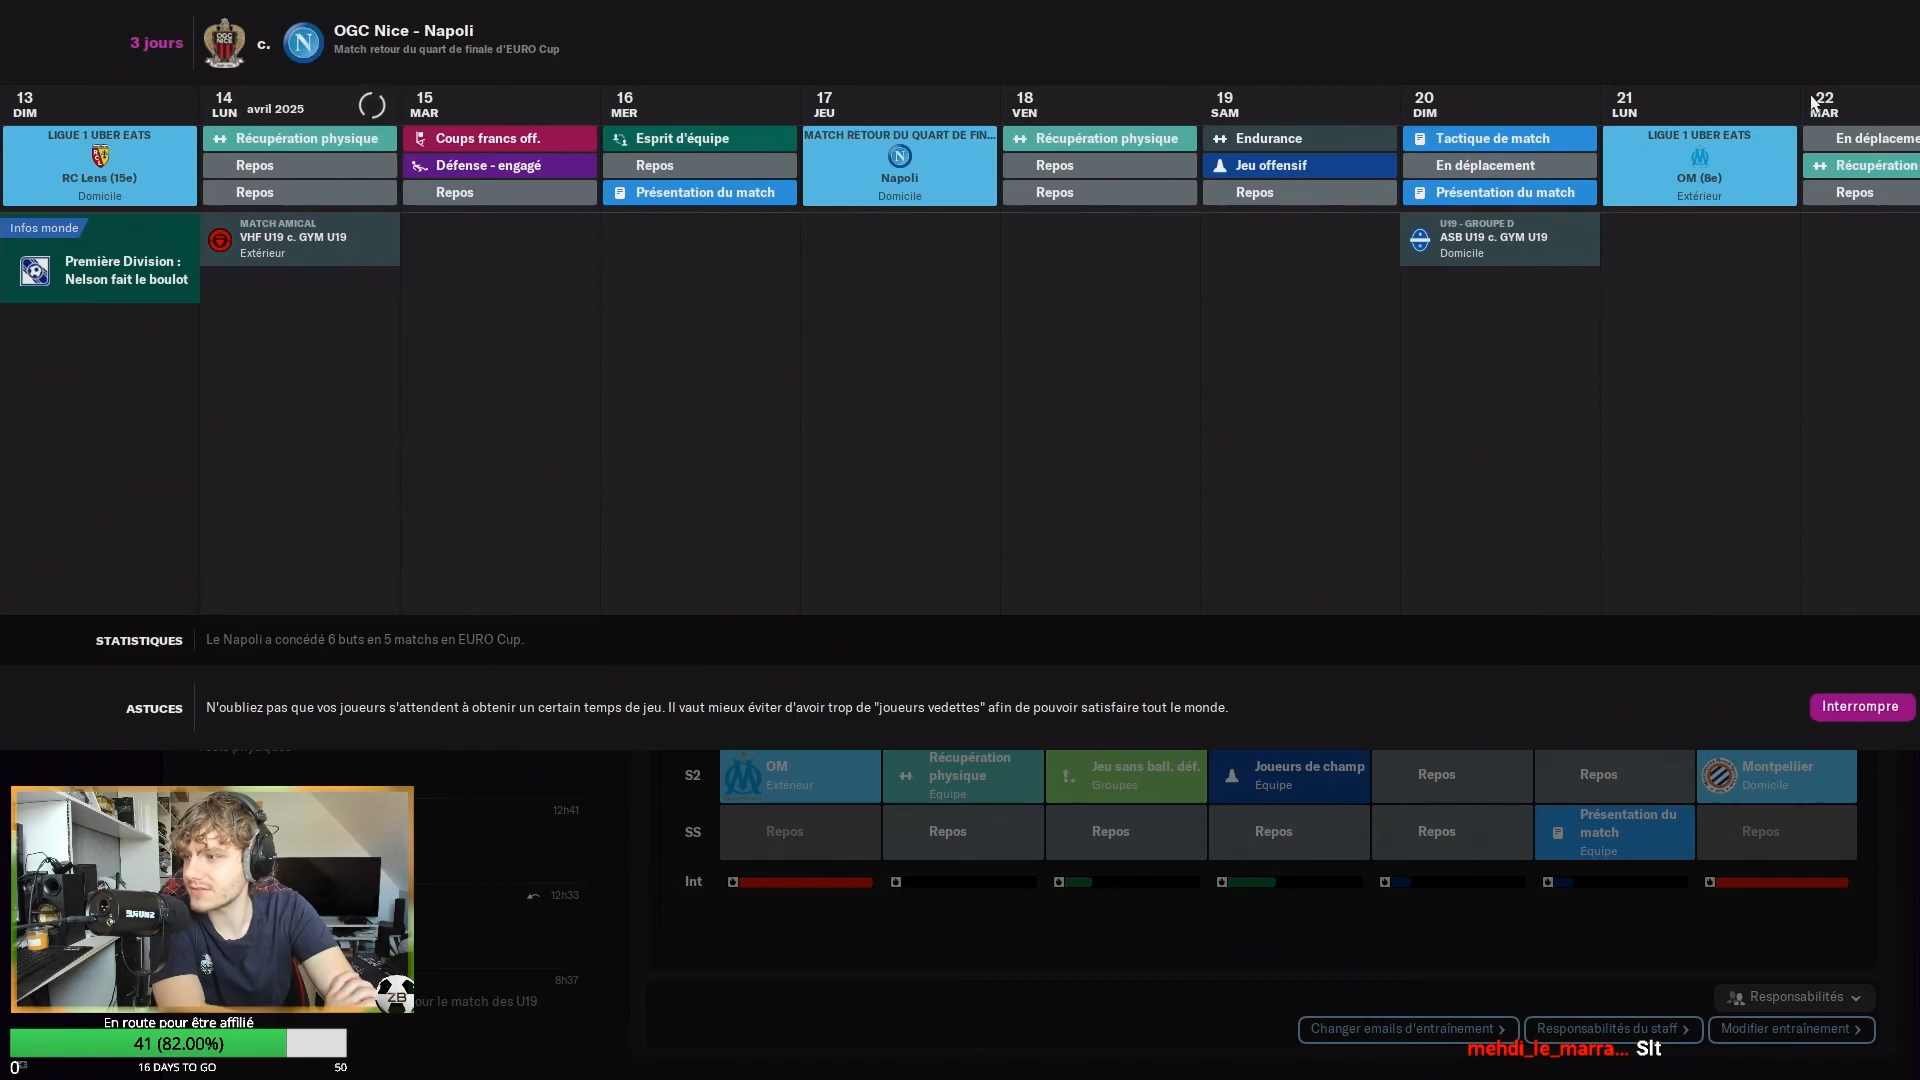 3 jours
c.
OGC Nice - Napoli
Match retour du quart de finale d'EURO Cup
13
DIM
14
LUN avril 2025
15
MAR
16
MER
17
JEU
18
VEN
19
SAM
20
DIM
21
LUN
22
MAR
LIGUE 1 UBER EATS
RC Lens (15e)
Domicile
Récupération physique
Repos
Repos
Coups francs off.
Défense - engagé
Repos
Esprit d'équipe
Repos
Présentation du match
MATCH RETOUR DU QUART DE FIN...
Napoli
Domicile
Récupération physique
Repos
Repos
Endurance
Jeu offensif
Repos
Tactique de match
En déplacement
Présentation du match
LIGUE 1 UBER EATS
OM (8e)
Extérieur
En déplaceme
Récupération
Repos
Infos monde
Première Division :
Nelson fait le boulot
MATCH AMICAL
VHF U19 c. GYM U19
Extérieur
U19 - GROUPE D
ASB U19 c. GYM U19
Domicile
STATISTIQUES
Le Napoli a concédé 6 buts en 5 matchs en EURO Cup.
ASTUCES
N'oubliez pas que vos joueurs s'attendent à obtenir un certain temps de jeu. Il vaut mieux éviter d'avoir trop de "joueurs vedettes" afin de pouvoir satisfaire tout le monde.
Interrompre
S2
OM
Extérieur
Récupération
physique
Équipe
Jeu sans ball. déf.
Groupes
Joueurs de champ
Équipe
Repos
Repos
Montpellier
Domicile
SS
Repos
Repos
Repos
Repos
Repos
Présentation du
match
Équipe
Repos
Int
12h41
12h33
8h37
our le match des U19
Responsabilités
Changer emails d'entraînement
Responsabilités du staff
Modifier entraînement
mehdi_le_marra... Slt
ZB
En route pour être affilié
41 (82.00%)
0
16 DAYS TO GO
50